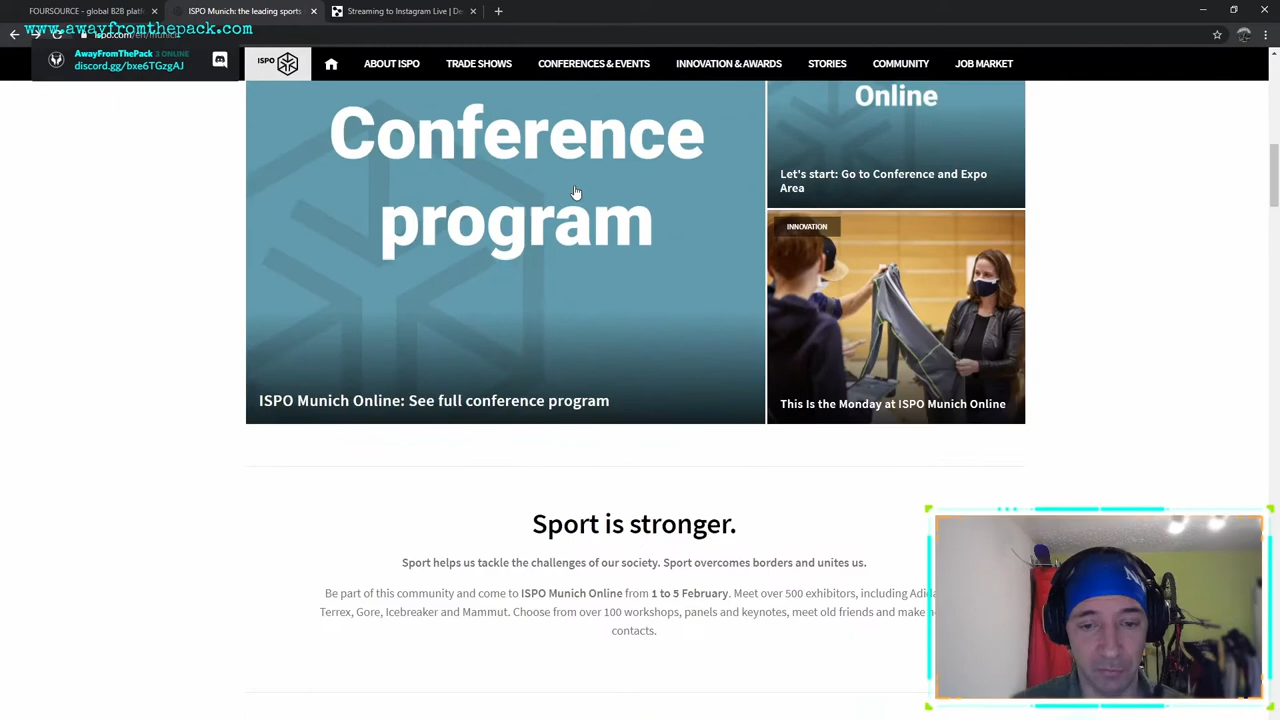 FOURSOURCE - global B2B platf
ISPO Munich: the leading sports
Streaming to Instagram Live | De
www.awayfromthepack.com
AwayFromThePack 3 ONLINE
discord.gg/bxe6TGzgAJ
ISPO
ABOUT ISPO
TRADE SHOWS
CONFERENCES & EVENTS
INNOVATION & AWARDS
STORIES
COMMUNITY
JOB MARKET
Conference
program
ISPO Munich Online: See full conference program
Online
Let's start: Go to Conference and Expo
Area
INNOVATION
This Is the Monday at ISPO Munich Online
Sport is stronger.
Sport helps us tackle the challenges of our society. Sport overcomes borders and unites us.
Be part of this community and come to ISPO Munich Online from 1 to 5 February. Meet over 500 exhibitors, including Adida
Terrex, Gore, Icebreaker and Mammut. Choose from over 100 workshops, panels and keynotes, meet old friends and make
contacts.